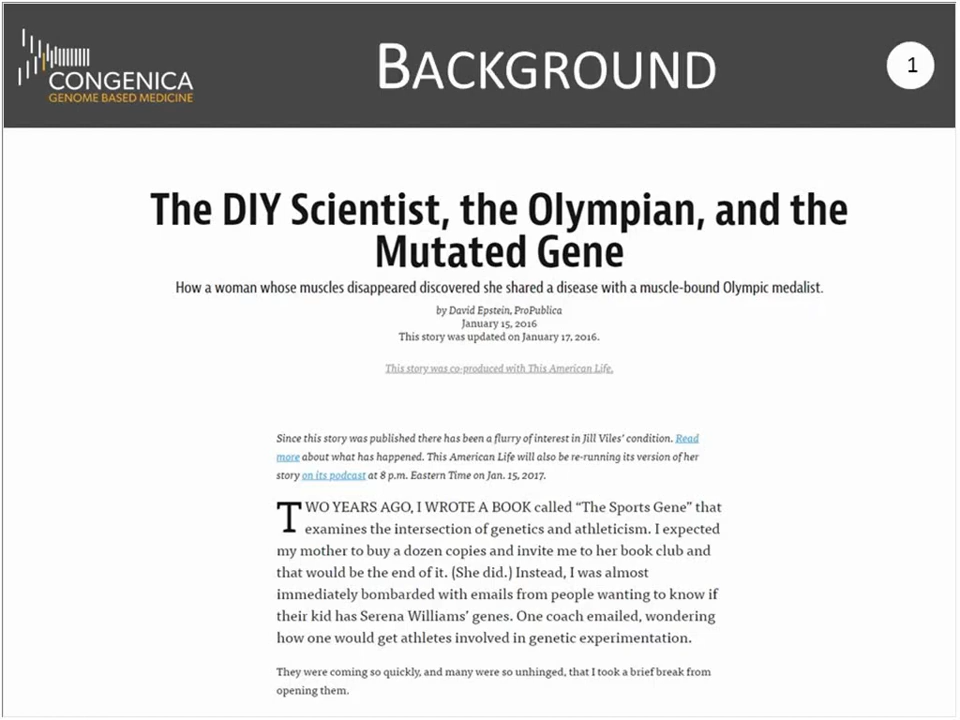 CONGENICA
GENOME BASED MEDICINE
BACKGROUND
1
The DIY Scientist, the Olympian, and the
Mutated Gene
How a woman whose muscles disappeared discovered she shared a disease with a muscle-bound Olympic medalist.
by David Epstein, ProPublica
January 15, 2016
This story was updated on January 17, 2016.
This story was co-produced with This American Life.
Since this story was published there has been a flurry of interest in Jill Viles' condition. Read
more about what has happened. This American Life will also be re-running its version of her
story on its podcast at 8 p.m. Eastern Time on Jan. 15, 2017.
TWO YEARS AGO, I WROTE A BOOK called “The Sports Gene” that
examines the intersection of genetics and athleticism. I expected
my mother to buy a dozen copies and invite me to her book club and
that would be the end of it. (She did.) Instead, I was almost
immediately bombarded with emails from people wanting to know if
their kid has Serena Williams’ genes. One coach emailed, wondering
how one would get athletes involved in genetic experimentation.
They were coming so quickly, and many were so unhinged, that I took a brief break from
opening them.